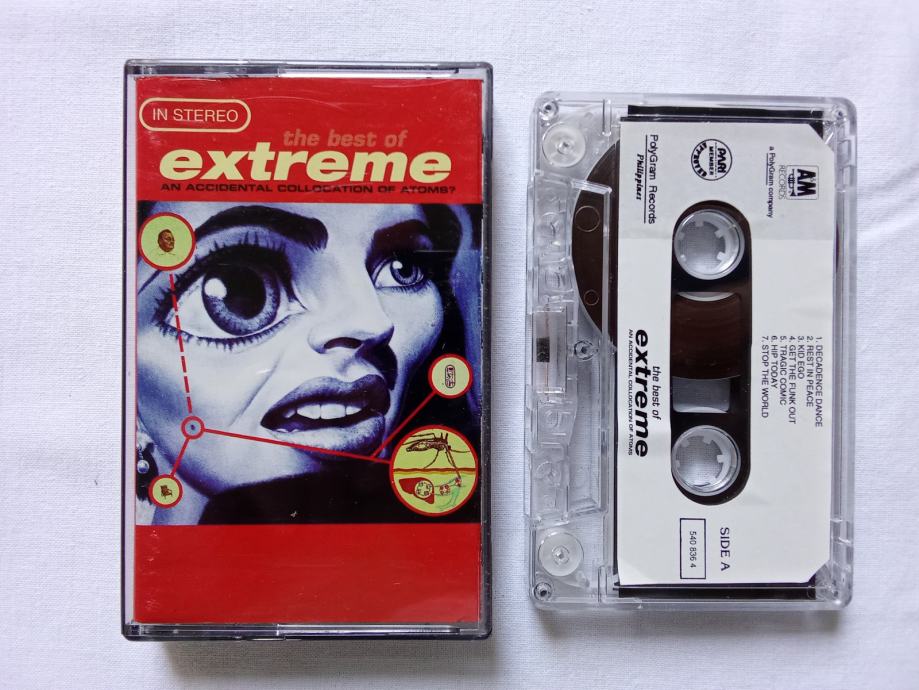 IN STEREO
the best of
extreme
AN ACCIDENTAL COLLOCATION OF ATOMS?
A&M
RECORDS
a PolyGram company
PARI
MEMBER
PolyGram Records
Philippines
1. DECADENCE DANCE
2. REST IN PEACE
3. KID EGO
4. GET THE FUNK OUT
5. TRAGIC COMIC
6. HIP TODAY
7. STOP THE WORLD
the best of
extreme
AN ACCIDENTAL COLLOCATION OF ATOMS
SIDE A
540 836 4